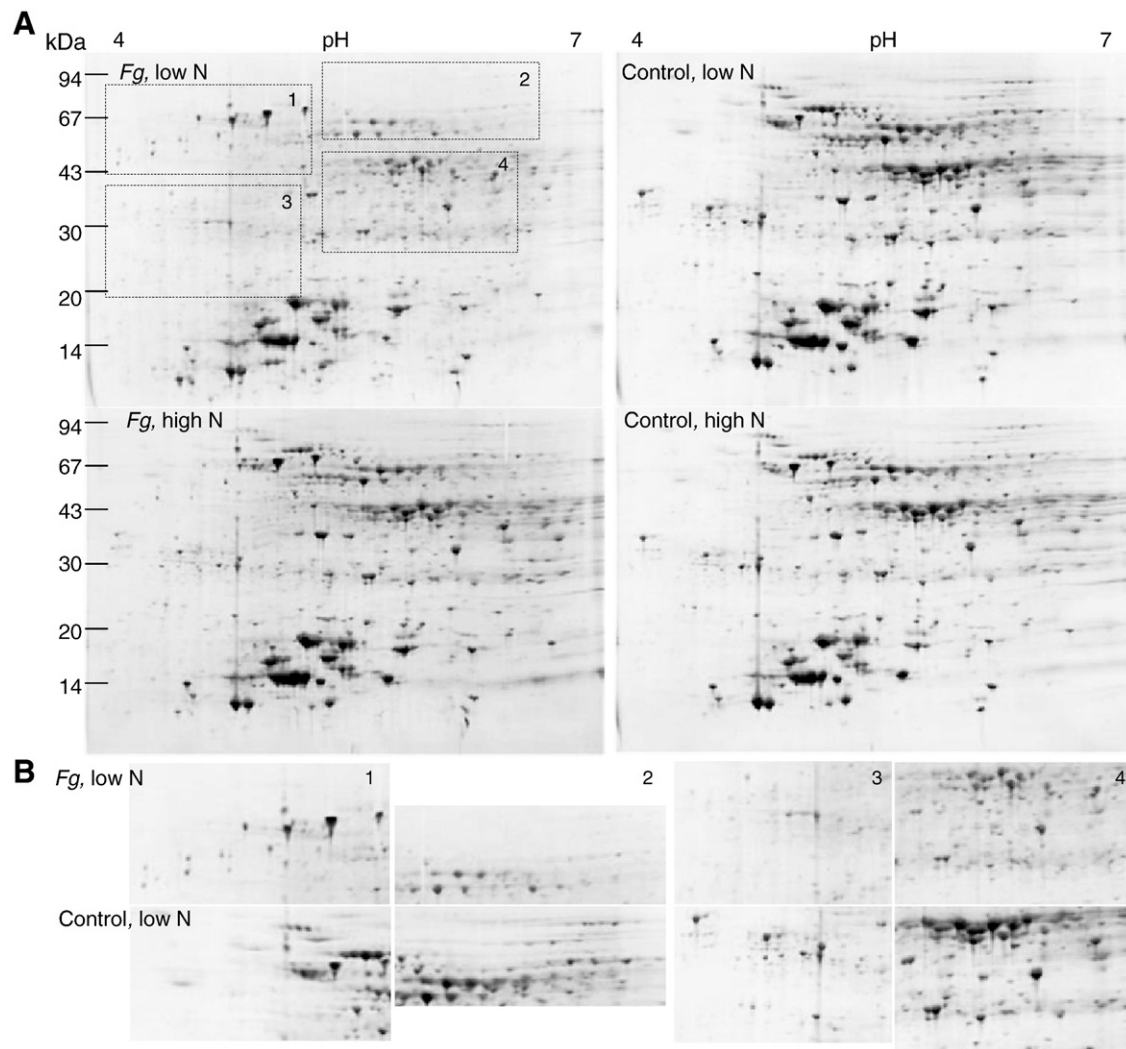 A
kDa 4 pH 7 4 pH 7
94 Fg, low N 1 2 Control, low N
67
43 4
3
30
20
14
94 Fg, high N Control, high N
67
43
30
20
14
B Fg, low N 1 2 3 4
Control, low N